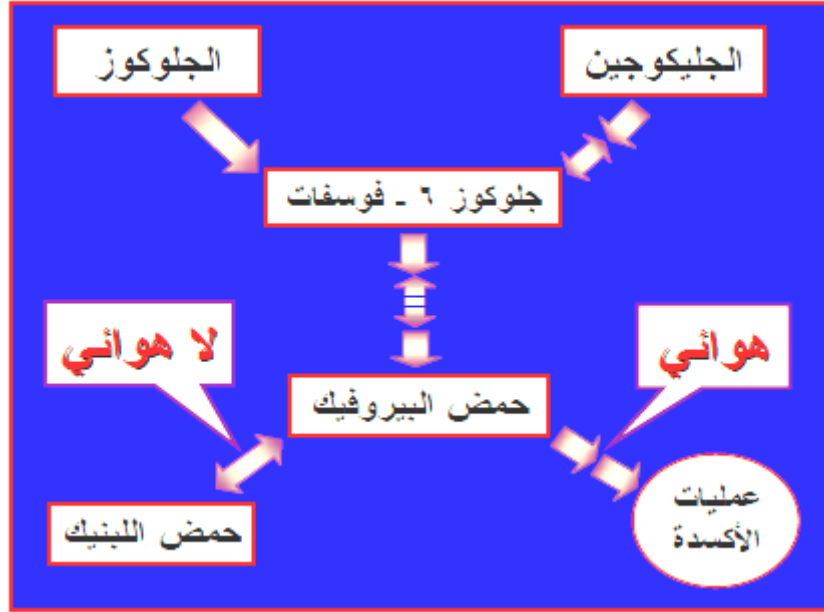 الجليكوجين
الجلوكوز
جلوكوز ٦ - فوسفات
هوائي
لا هوائي
حمض البيروفيك
عمليات
الأكسدة
حمض اللبنيك